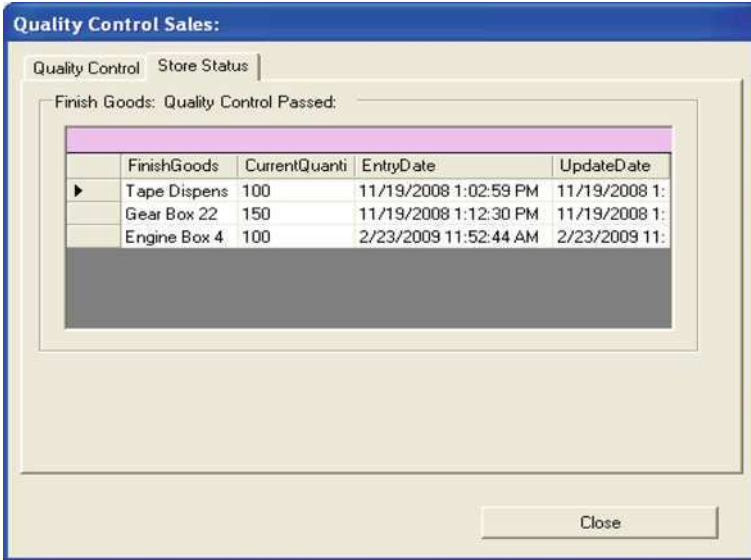 Quality Control Sales:
Quality Control Store Status
Finish Goods: Quality Control Passed:
FinishGoods CurrentQuanti EntryDate UpdateDate
Tape Dispens 100 11/19/2008 1:02:59 PM 11/19/2008 1:
Gear Box 22 150 11/19/2008 1:12:30 PM 11/19/2008 1:
Engine Box 4 100 2/23/2009 11:52:44 AM 2/23/2009 11:
Close